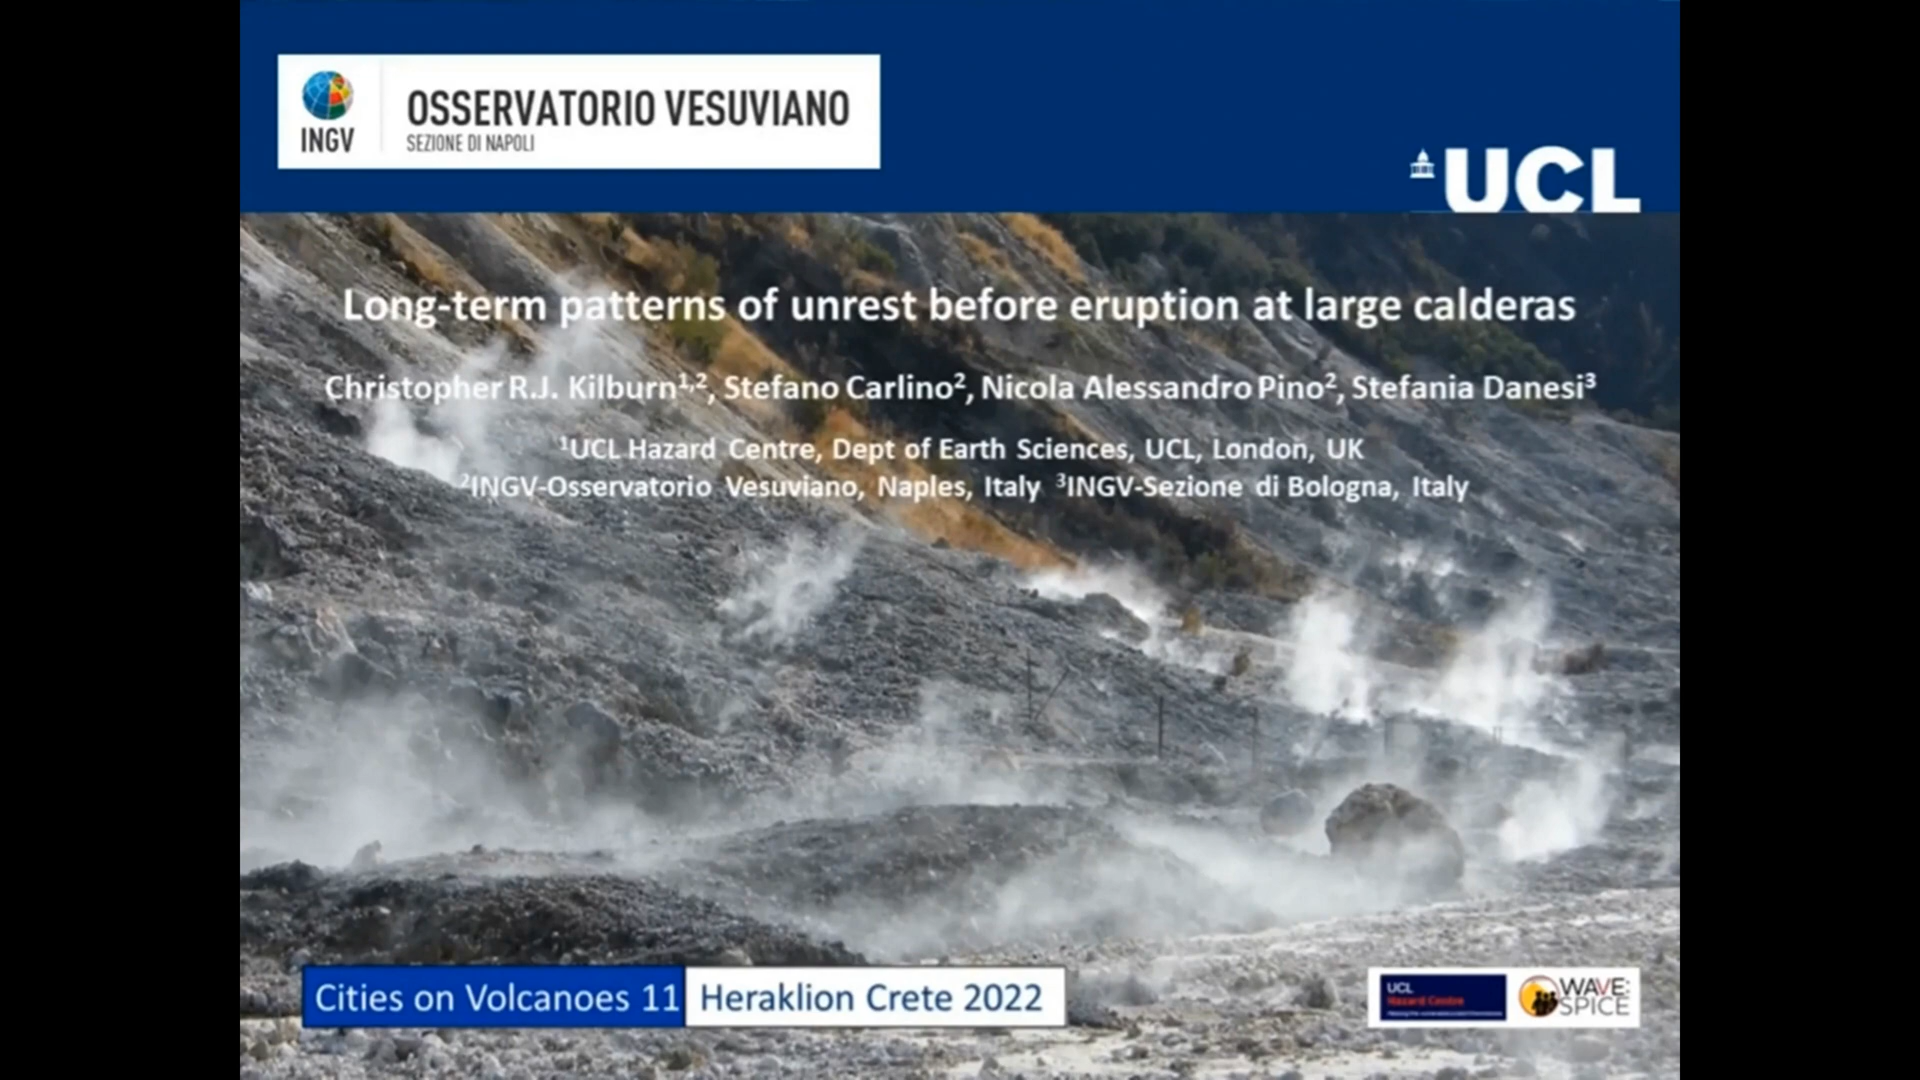 INGV
OSSERVATORIO VESUVIANO
SEZIONE DI NAPOLI
UCL
Long-term patterns of unrest before eruption at large calderas
Christopher R.J. Kilburn¹,², Stefano Carlino², Nicola Alessandro Pino², Stefania Danesi³
¹UCL Hazard Centre, Dept of Earth Sciences, UCL, London, UK
²INGV-Osservatorio Vesuviano, Naples, Italy ³INGV-Sezione di Bologna, Italy
Cities on Volcanoes 11 Heraklion Crete 2022
UCL
Hazard Centre
WAVE:
SPICE